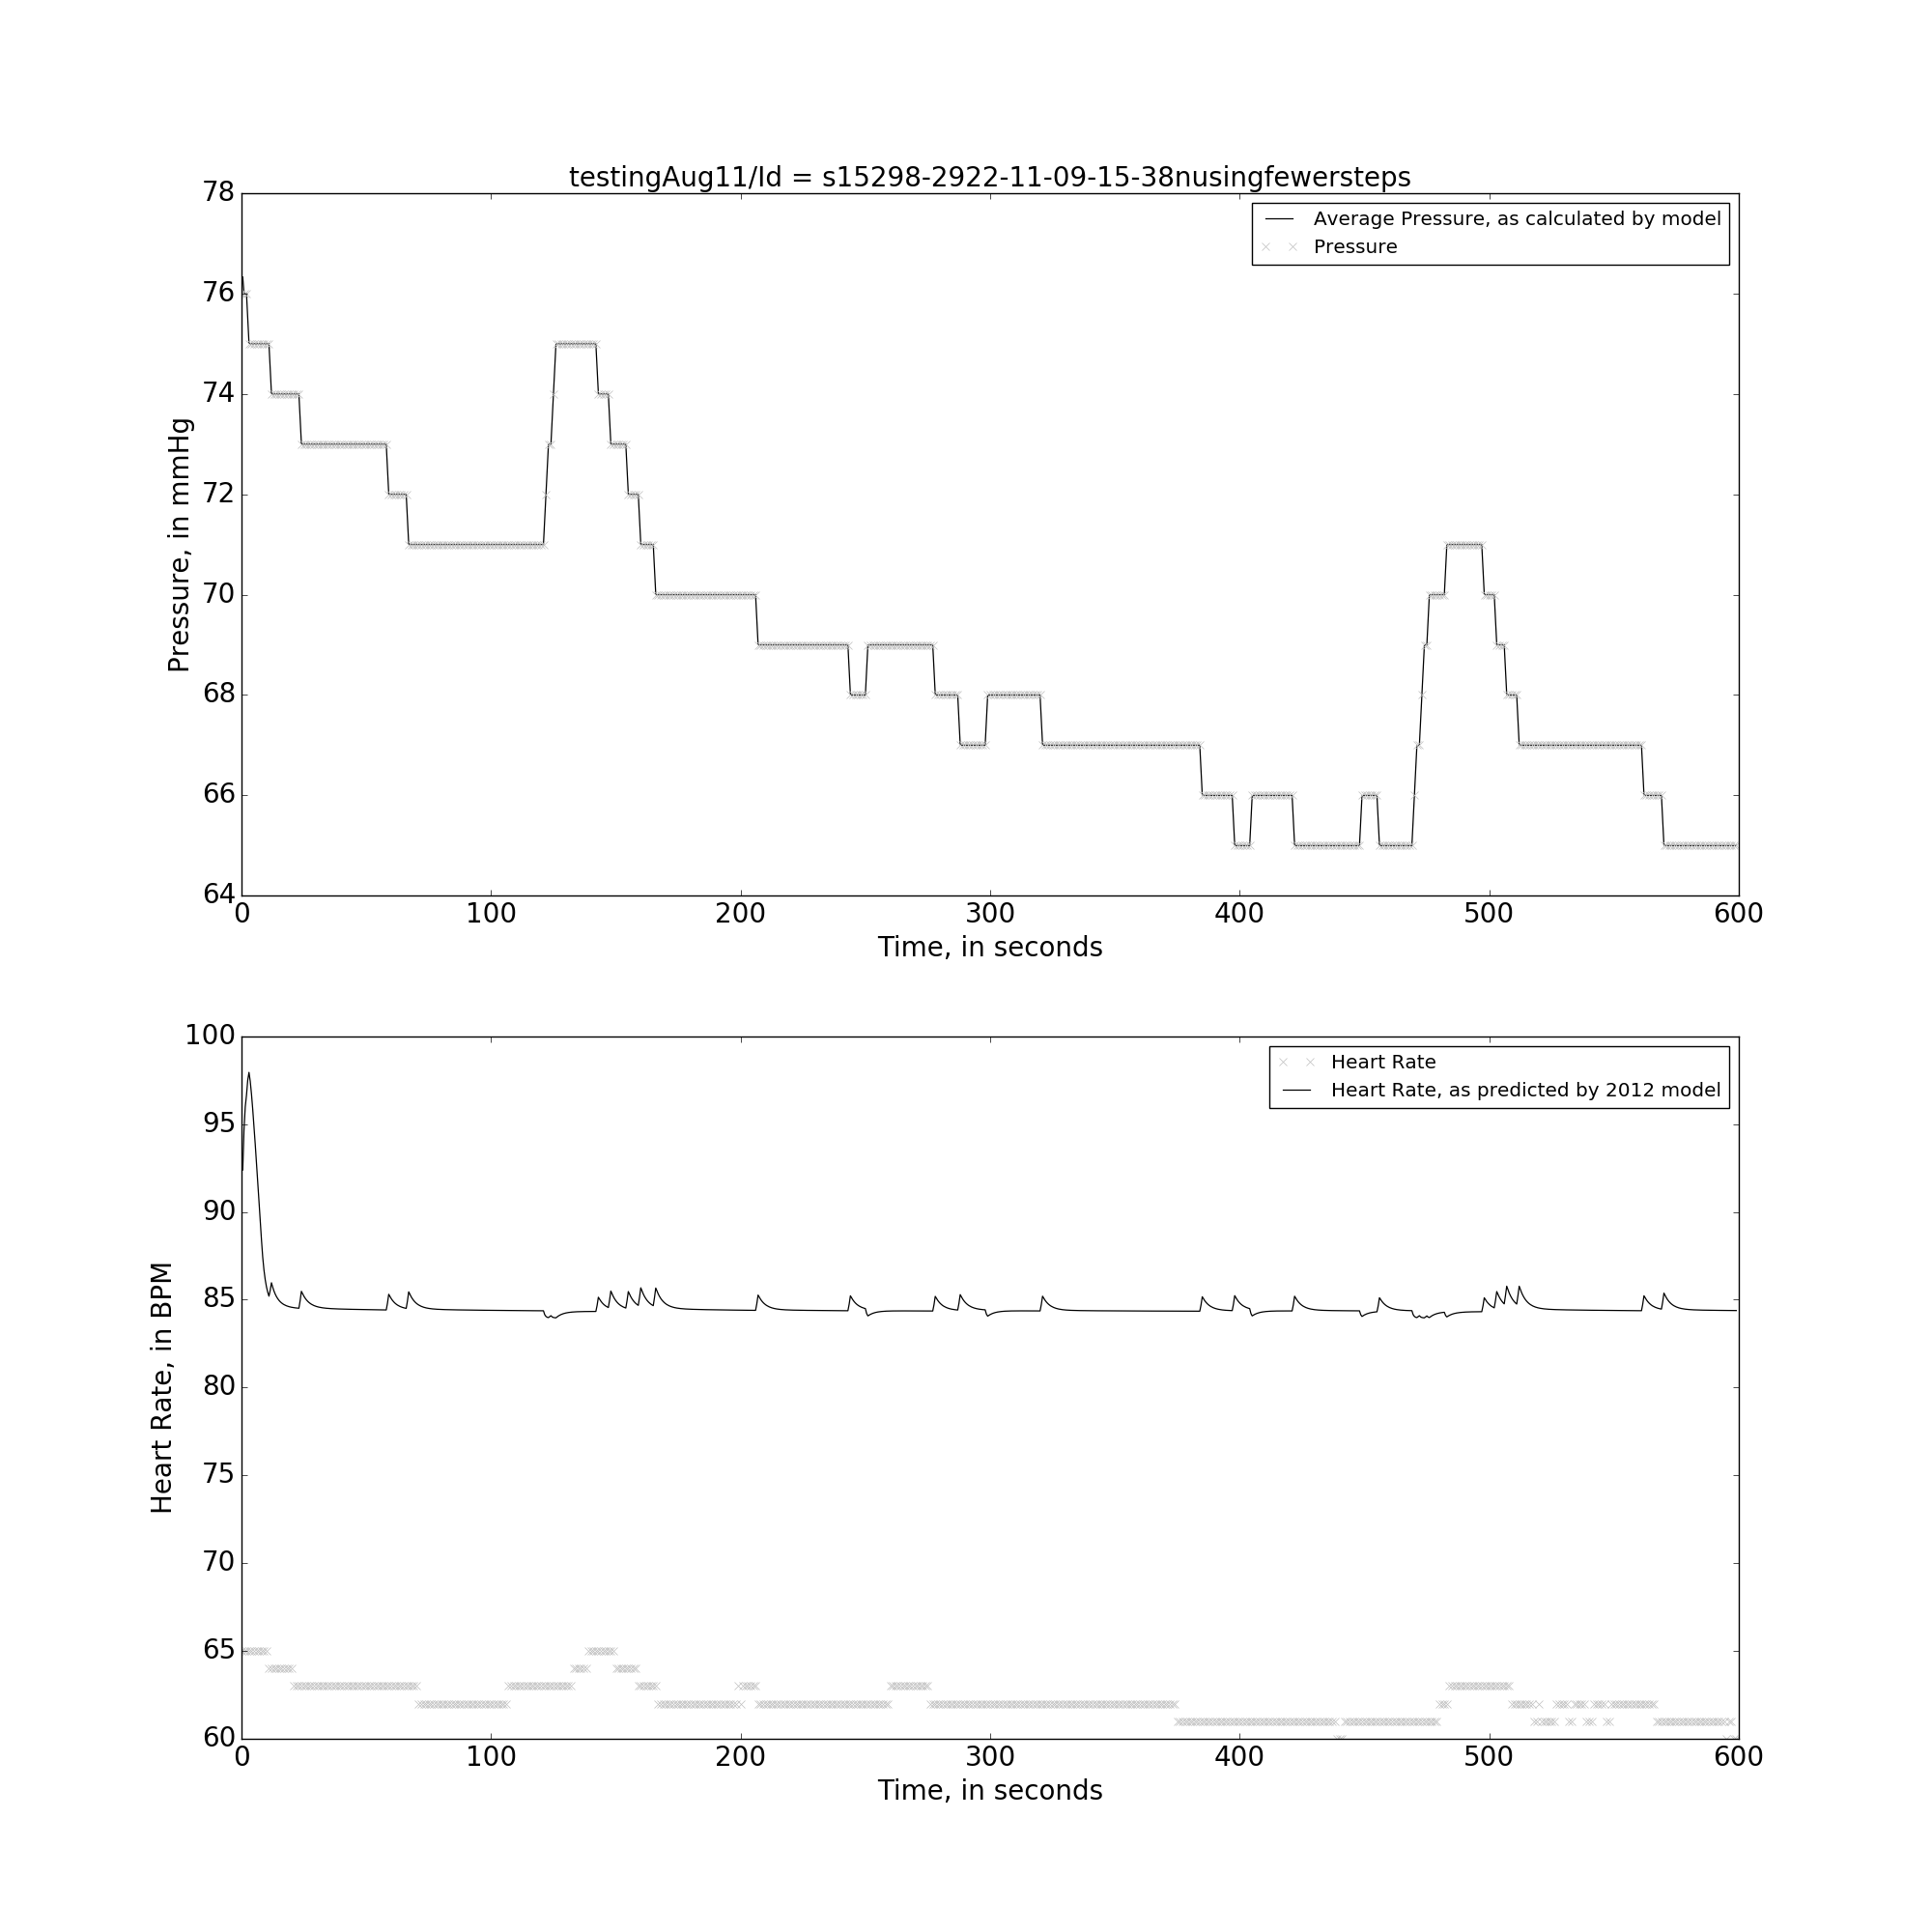 testingAug11/Id = s15298-2922-11-09-15-38nusingfewersteps
Average Pressure, as calculated by model
Pressure
Pressure, in mmHg
78
76
74
72
70
68
66
64
0 100 200 300 400 500 600
Time, in seconds
Heart Rate
Heart Rate, as predicted by 2012 model
Heart Rate, in BPM
100
95
90
85
80
75
70
65
60
0 100 200 300 400 500 600
Time, in seconds